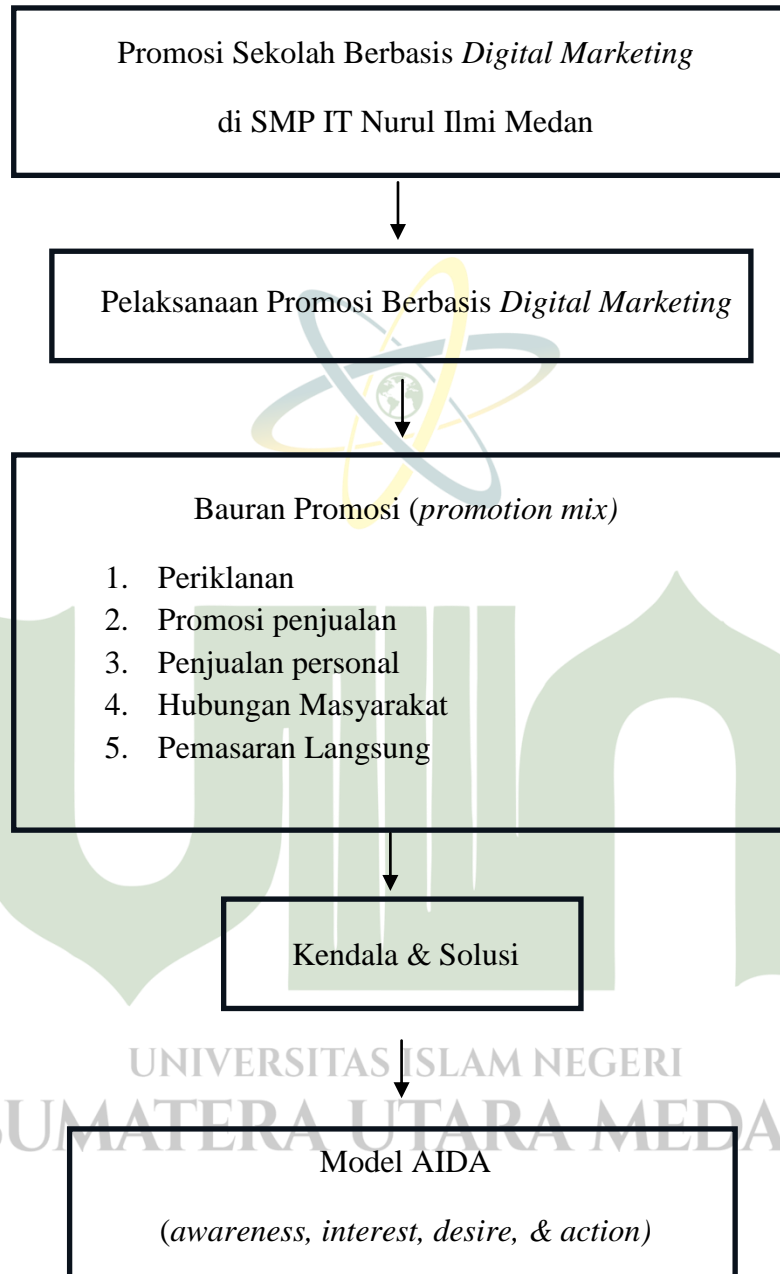 Promosi Sekolah Berbasis Digital Marketing
di SMP IT Nurul Ilmi Medan
Pelaksanaan Promosi Berbasis Digital Marketing
Bauran Promosi (promotion mix)
1. Periklanan
2. Promosi penjualan
3. Penjualan personal
4. Hubungan Masyarakat
5. Pemasaran Langsung
Kendala & Solusi
UNIVERSITAS ISLAM NEGERI
SUMATERA UTARA MEDA
Model AIDA
(awareness, interest, desire, & action)